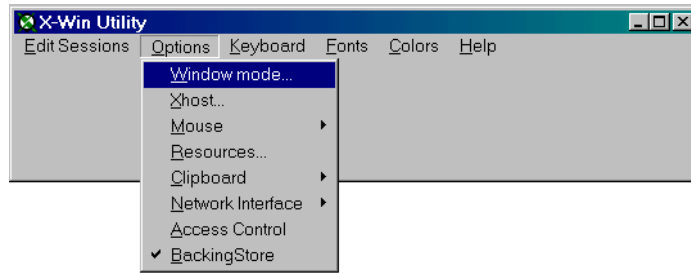 X-Win Utility
Edit Sessions Options Keyboard Fonts Colors Help
Window mode...
Xhost...
Mouse
Resources...
Clipboard
Network Interface
Access Control
BackingStore